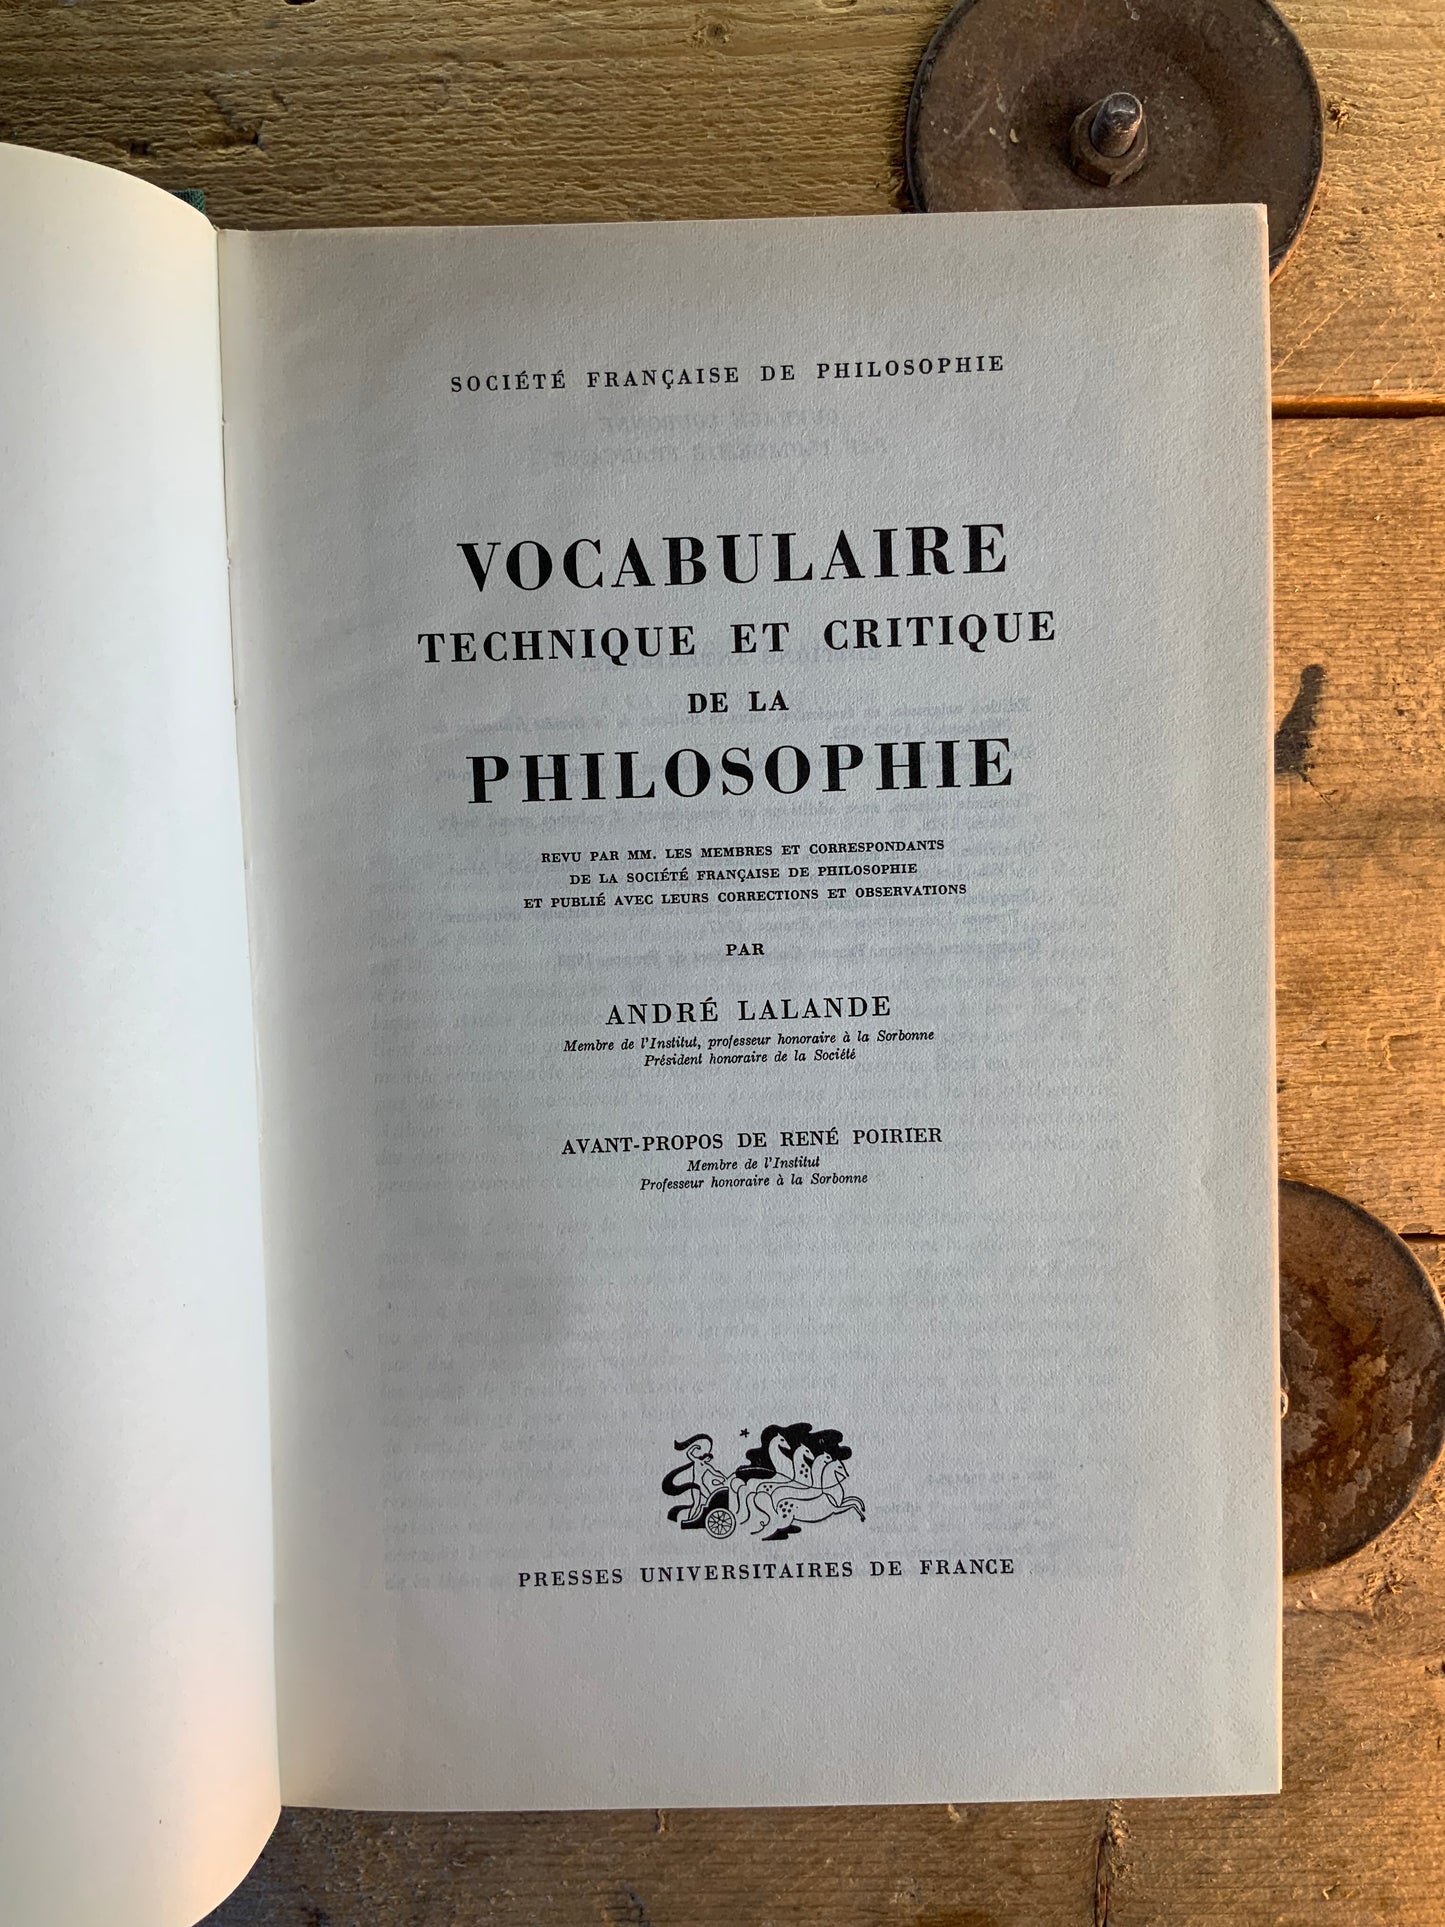 SOCIÉTÉ FRANÇAISE DE PHILOSOPHIE
VOCABULAIRE
TECHNIQUE ET CRITIQUE
DE LA
PHILOSOPHIE
REVU PAR MM. LES MEMBRES ET CORRESPONDANTS
DE LA SOCIÉTÉ FRANÇAISE DE PHILOSOPHIE
ET PUBLIÉ AVEC LEURS CORRECTIONS ET OBSERVATIONS
PAR
ANDRÉ LALANDE
Membre de l'Institut, professeur honoraire à la Sorbonne
Président honoraire de la Société
AVANT-PROPOS DE RENÉ POIRIER
Membre de l'Institut
Professeur honoraire à la Sorbonne
PRESSES UNIVERSITAIRES DE FRANCE